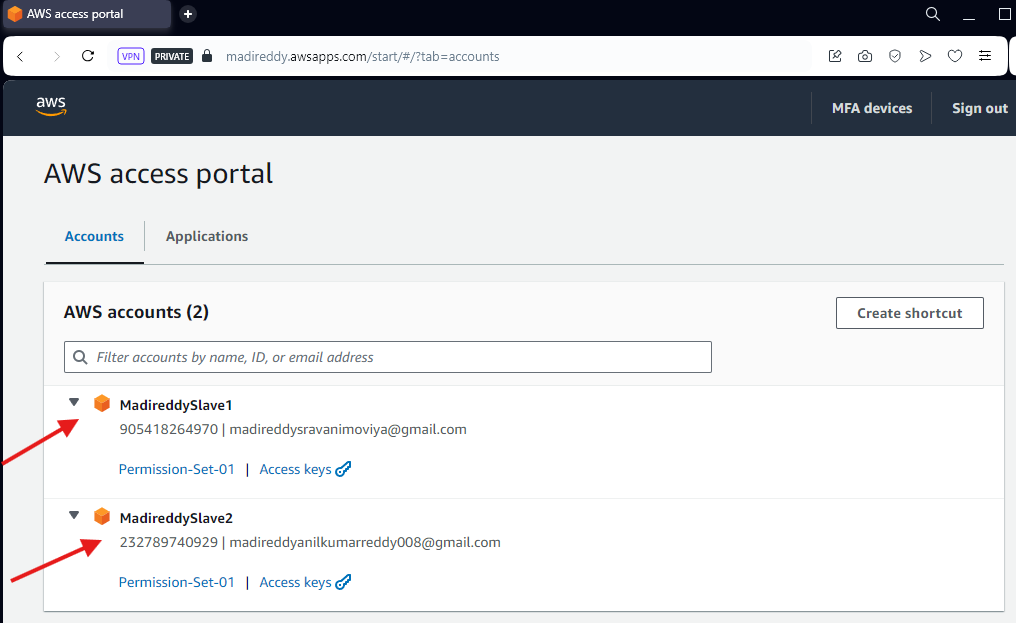 AWS access portal
VPN PRIVATE madireddy.awsapps.com/start/#/?tab=accounts
aws MFA devices Sign out
AWS access portal
Accounts Applications
AWS accounts (2) Create shortcut
Filter accounts by name, ID, or email address
MadireddySlave1
905418264970 | madireddysravanimoviya@gmail.com
Permission-Set-01 | Access keys
MadireddySlave2
232789740929 | madireddyanilkumarreddy008@gmail.com
Permission-Set-01 | Access keys